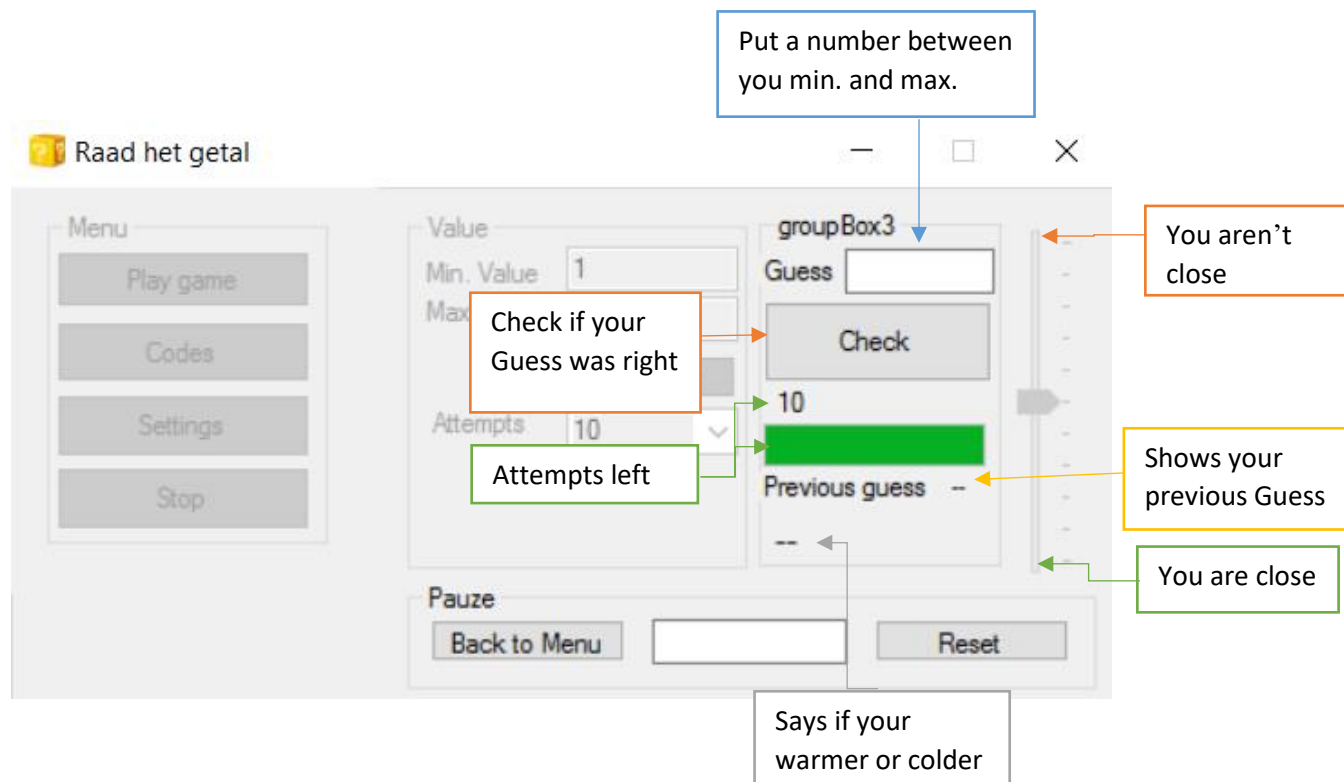 Put a number between
you min. and max.
Raad het getal
Menu
Play game
Codes
Settings
Stop
Value
Min. Value 1
Max
Attempts 10
Check if your
Guess was right
Attempts left
groupBox3
Guess
Check
10
Previous guess --
--
You aren’t
close
Shows your
previous Guess
You are close
Pauze
Back to Menu
Reset
Says if your
warmer or colder